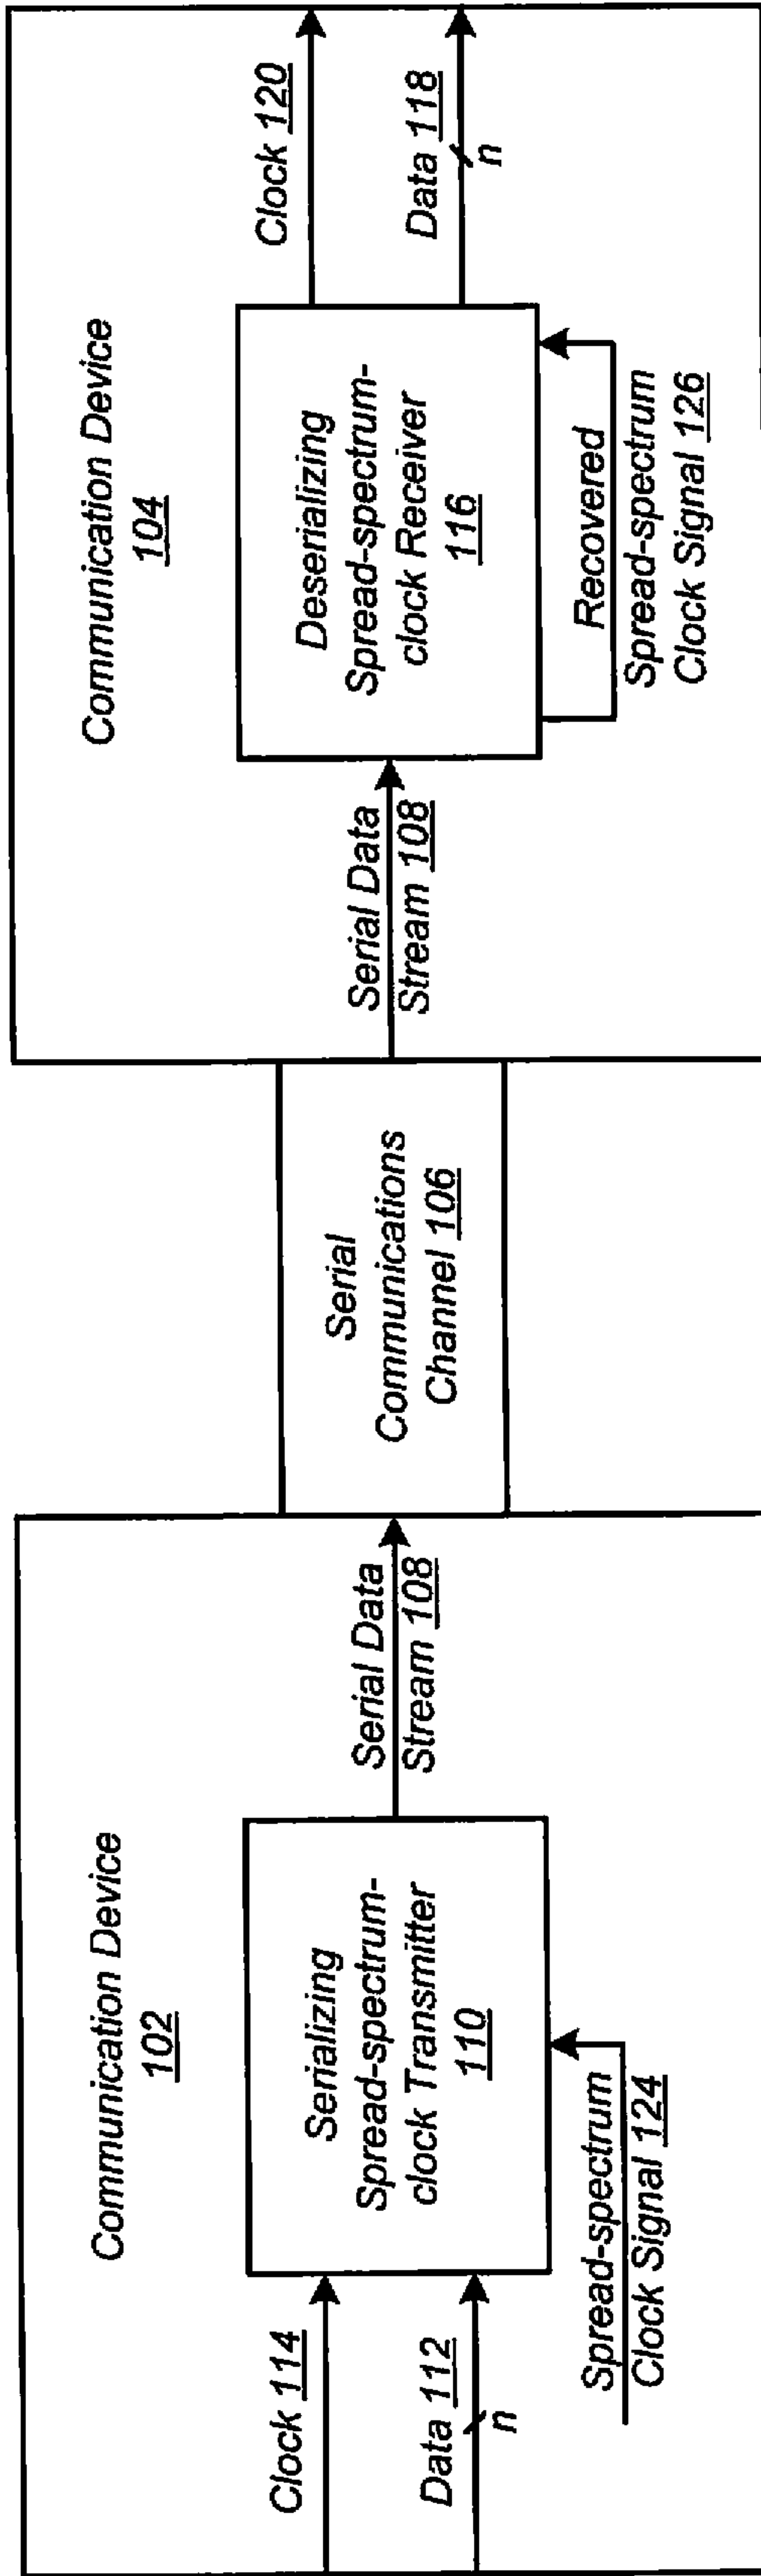 Communication Device
102
Clock 114
Data 112
n
Serializing
Spread-spectrum-
clock Transmitter
110
Spread-spectrum
Clock Signal 124
Serial Data
Stream 108
Serial
Communications
Channel 106
Communication Device
104
Serial Data
Stream 108
Deserializing
Spread-spectrum-
clock Receiver
116
Recovered
Spread-spectrum
Clock Signal 126
Clock 120
Data 118
n